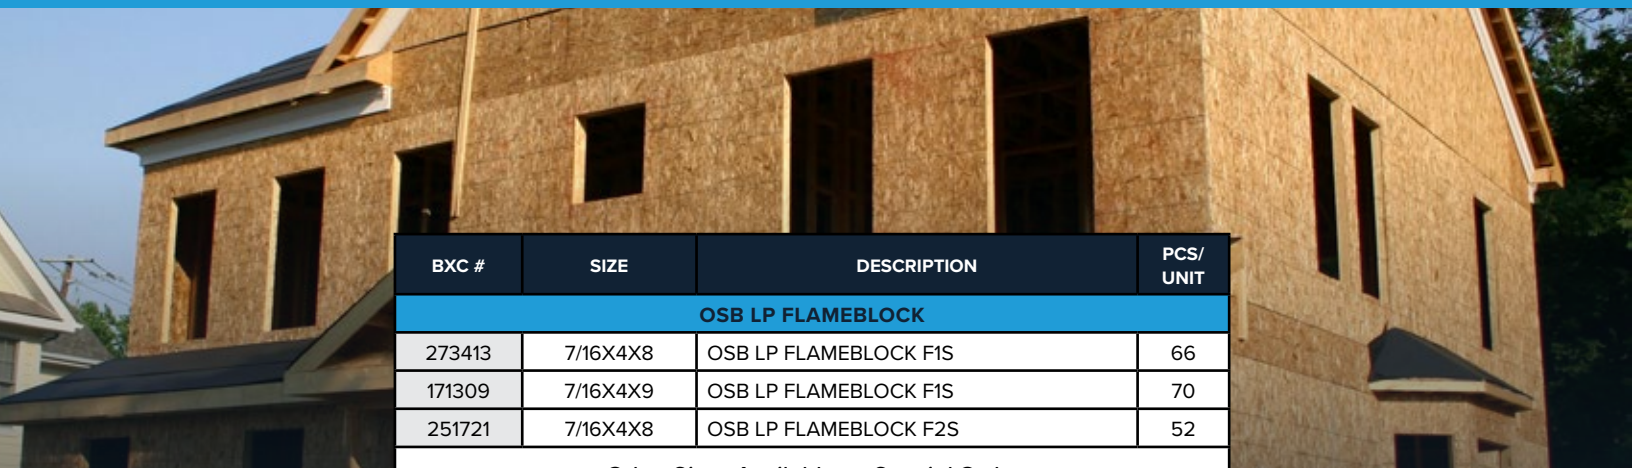 BXC # SIZE DESCRIPTION PCS/
UNIT
OSB LP FLAMEBLOCK
273413 7/16X4X8 OSB LP FLAMEBLOCK F1S 66
171309 7/16X4X9 OSB LP FLAMEBLOCK F1S 70
251721 7/16X4X8 OSB LP FLAMEBLOCK F2S 52